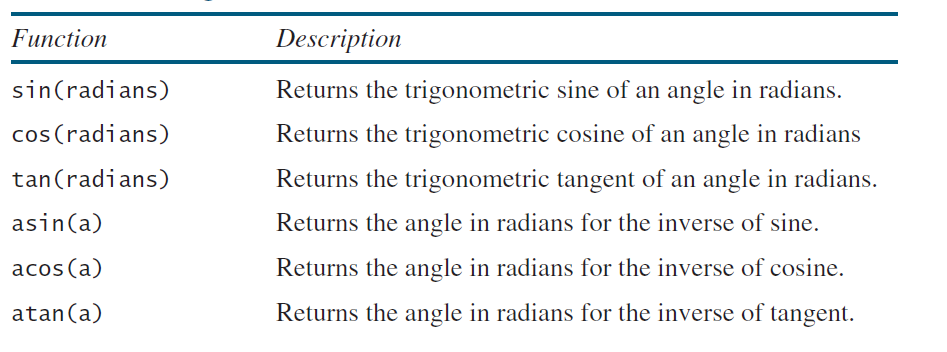 Function Description
sin(radians) Returns the trigonometric sine of an angle in radians.
cos(radians) Returns the trigonometric cosine of an angle in radians
tan(radians) Returns the trigonometric tangent of an angle in radians.
asin(a) Returns the angle in radians for the inverse of sine.
acos(a) Returns the angle in radians for the inverse of cosine.
atan(a) Returns the angle in radians for the inverse of tangent.